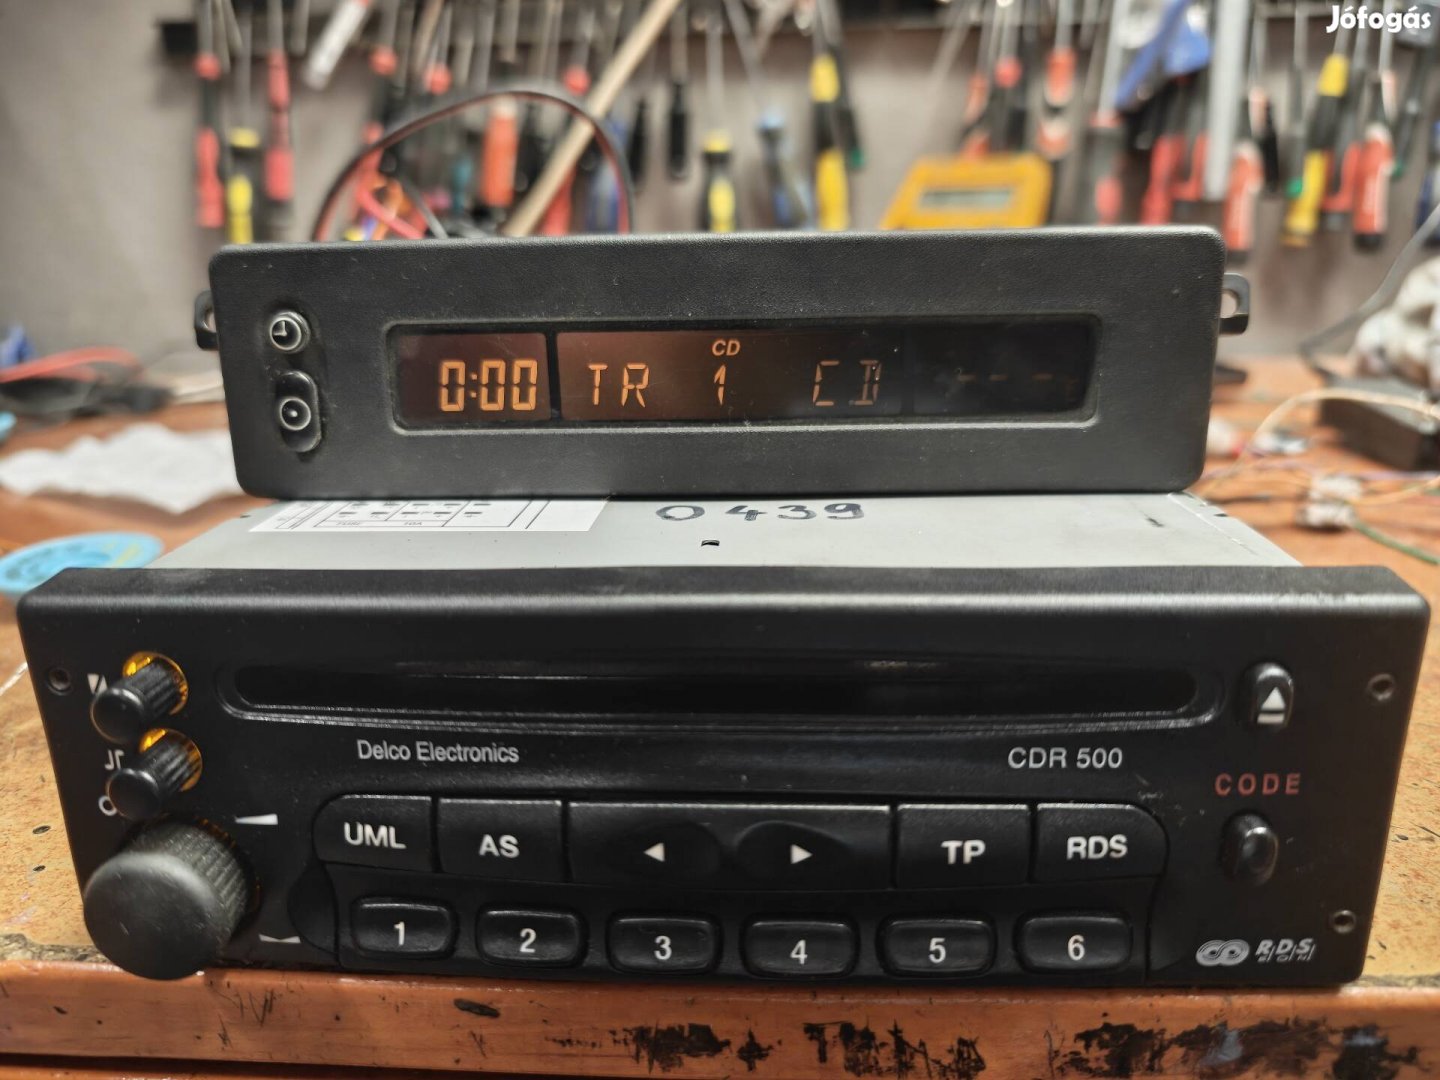 Jófogás
CD
0:00 TR 1 CD
0439
Delco Electronics
CDR 500
CODE
UML AS TP RDS
1 2 3 4 5 6
RDS
EON